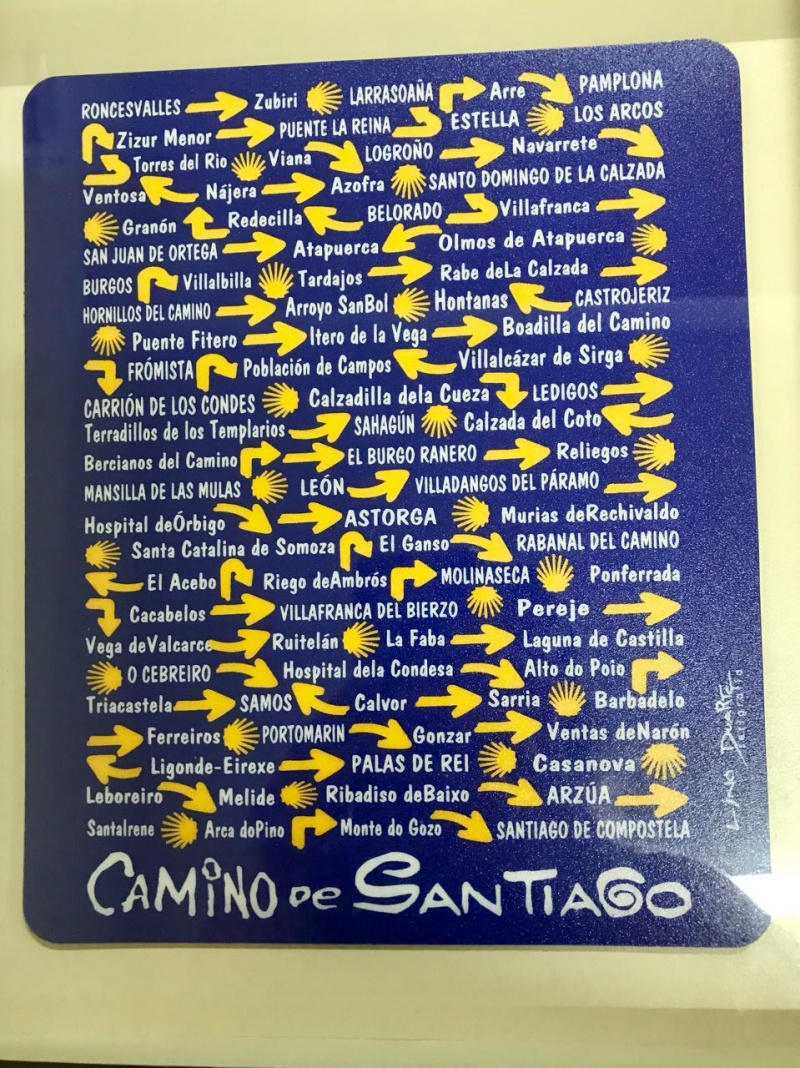 RONCESVALLES Zubiri LARRASOAÑA Arre PAMPLONA
Zizur Menor PUENTE LA REINA ESTELLA LOS ARCOS
Torres del Rio Viana LOGROÑO Navarrete
Ventosa Nájera Azofra SANTO DOMINGO DE LA CALZADA
Granón Redecilla BELORADO Villafranca
SAN JUAN DE ORTEGA Atapuerca Olmos de Atapuerca
BURGOS Villalbilla Tardajos Rabe deLa Calzada
HORNILLOS DEL CAMINO Arroyo SanBol Hontanas CASTROJERIZ
Puente Fitero Itero de la Vega Boadilla del Camino
FRÓMISTA Población de Campos Villalcázar de Sirga
CARRIÓN DE LOS CONDES Calzadilla dela Cueza LEDIGOS
Terradillos de los Templarios SAHAGÚN Calzada del Coto
Bercianos del Camino EL BURGO RANERO Reliegos
MANSILLA DE LAS MULAS LEÓN VILLADANGOS DEL PÁRAMO
Hospital deÓrbigo ASTORGA Murias deRechivaldo
Santa Catalina de Somoza El Ganso RABANAL DEL CAMINO
El Acebo Riego deAmbrós MOLINASECA Ponferrada
Cacabelos VILLAFRANCA DEL BIERZO Pereje
Vega deValcarce Ruitelán La Faba Laguna de Castilla
O CEBREIRO Hospital dela Condesa Alto do Poio
Triacastela SAMOS Calvor Sarria Barbadelo
Ferreiros PORTOMARIN Gonzar Ventas deNarón
Ligonde-Eirexe PALAS DE REI Casanova
Leboreiro Melide Ribadiso deBaixo ARZÚA
SantaIrene Arca doPino Monte do Gozo SANTIAGO DE COMPOSTELA
CAMINO DE SANTIAGO